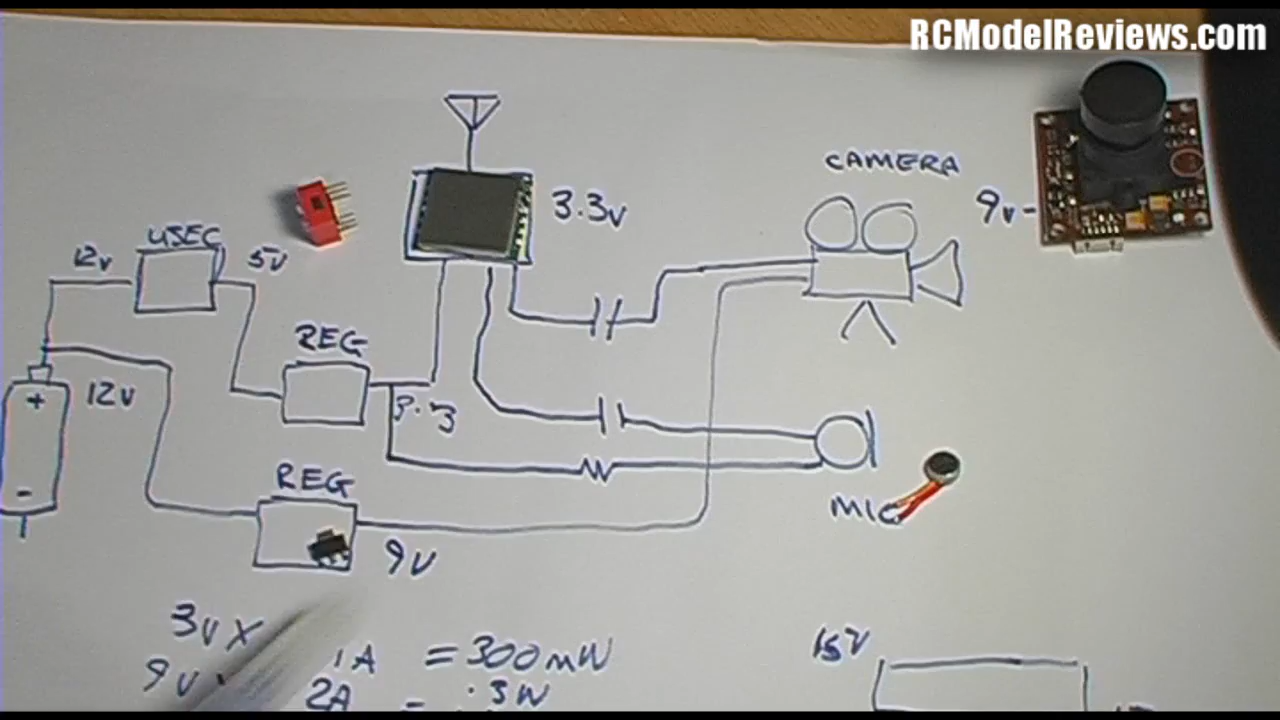 RCModelReviews.com
CAMERA
3.3v
9v-
12v
USEC
5V
REG
+
12V
3.3
REG
-
MIC
9V
3V X
1A = 300mW
9V
2A = .3W
15V